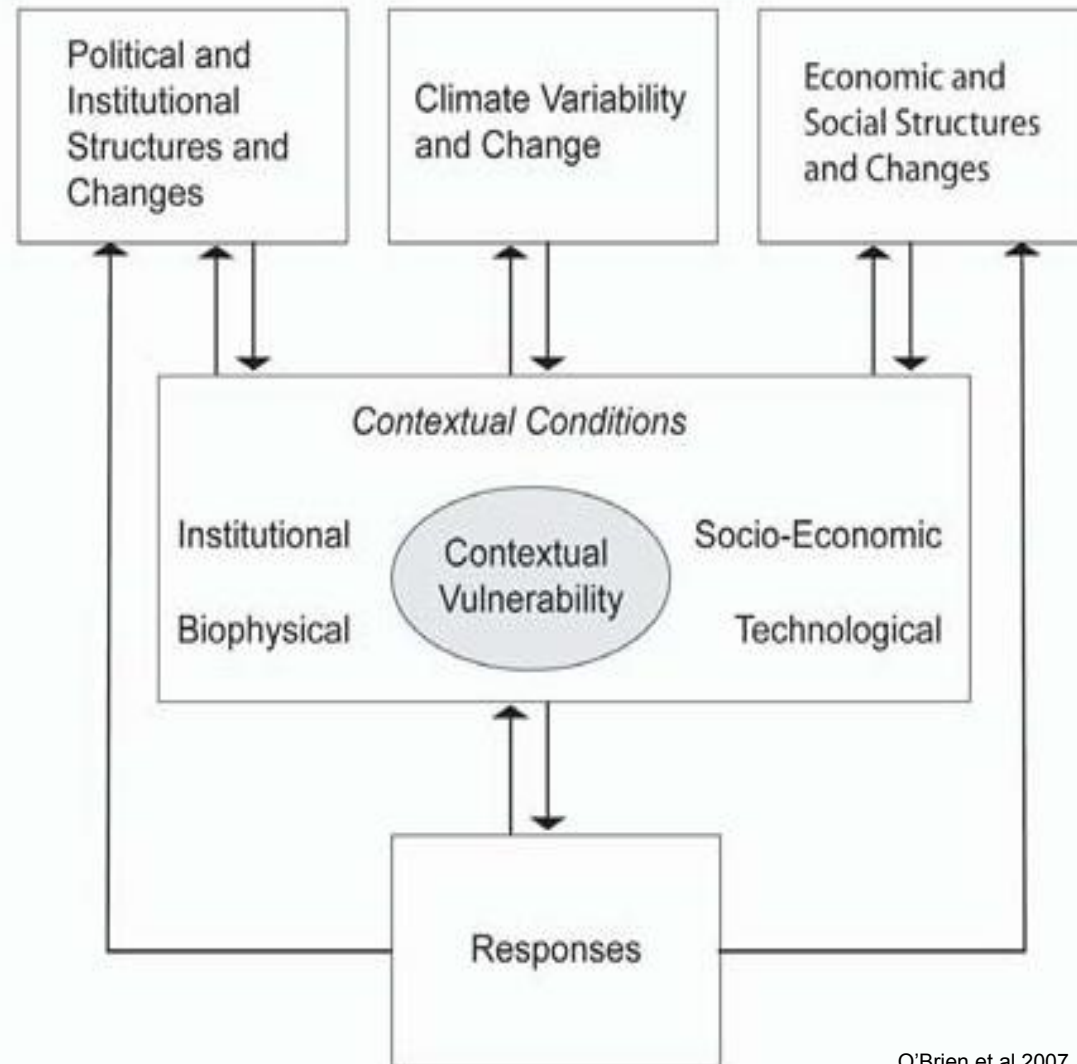 Political and
Institutional
Structures and
Changes
Climate Variability
and Change
Economic and
Social Structures
and Changes
Contextual Conditions
Institutional
Biophysical
Contextual
Vulnerability
Socio-Economic
Technological
Responses
O'Brien et al 2007